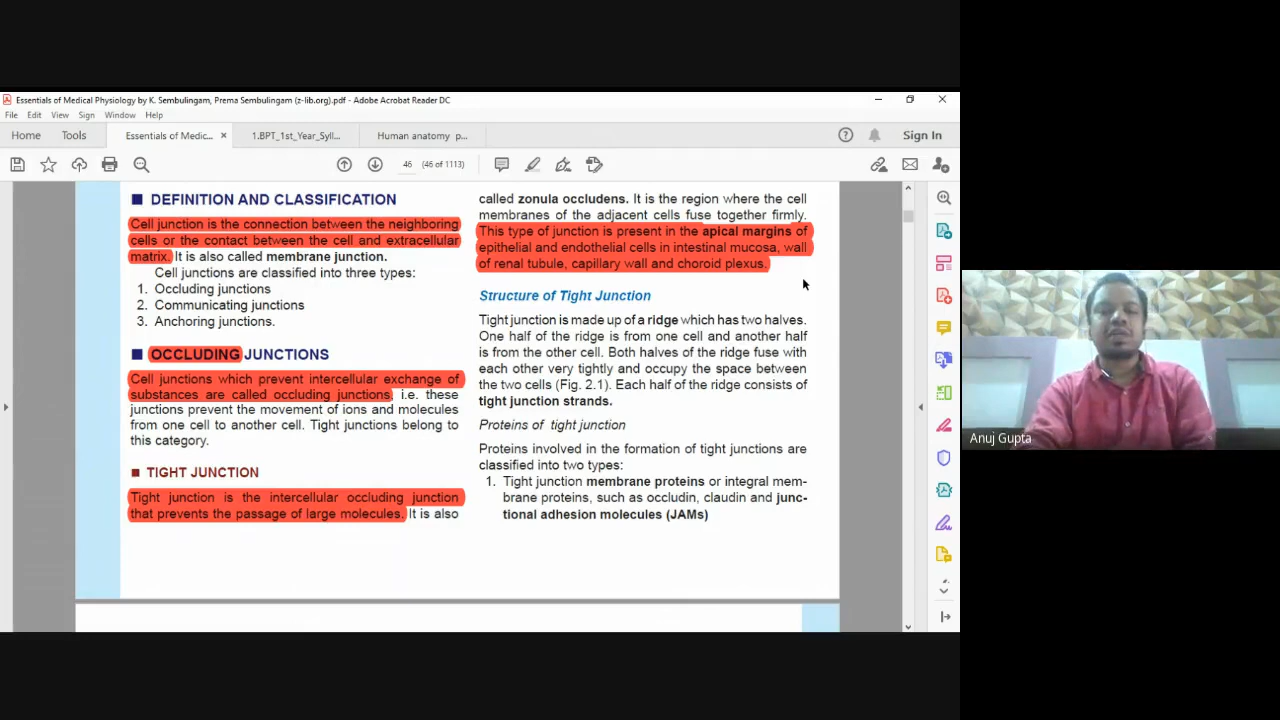 Essentials of Medical Physiology by K. Sembulingam, Prema Sembulingam (z-lib.org).pdf - Adobe Acrobat Reader DC
File Edit View Sign Window Help
Home Tools Essentials of Medic... × 1.BPT_1st_Year_Syll... Human anatomy p... Sign In
46 (46 of 1113)
DEFINITION AND CLASSIFICATION
Cell junction is the connection between the neighboring
cells or the contact between the cell and extracellular
matrix. It is also called membrane junction.
Cell junctions are classified into three types:
1. Occluding junctions
2. Communicating junctions
3. Anchoring junctions.
OCCLUDING JUNCTIONS
Cell junctions which prevent intercellular exchange of
substances are called occluding junctions, i.e. these
junctions prevent the movement of ions and molecules
from one cell to another cell. Tight junctions belong to
this category.
TIGHT JUNCTION
Tight junction is the intercellular occluding junction
that prevents the passage of large molecules. It is also
called zonula occludens. It is the region where the cell
membranes of the adjacent cells fuse together firmly.
This type of junction is present in the apical margins of
epithelial and endothelial cells in intestinal mucosa, wall
of renal tubule, capillary wall and choroid plexus.
Structure of Tight Junction
Tight junction is made up of a ridge which has two halves.
One half of the ridge is from one cell and another half
is from the other cell. Both halves of the ridge fuse with
each other very tightly and occupy the space between
the two cells (Fig. 2.1). Each half of the ridge consists of
tight junction strands.
Proteins of tight junction
Proteins involved in the formation of tight junctions are
classified into two types:
1. Tight junction membrane proteins or integral mem-
brane proteins, such as occludin, claudin and junc-
tional adhesion molecules (JAMs)
Anuj Gupta